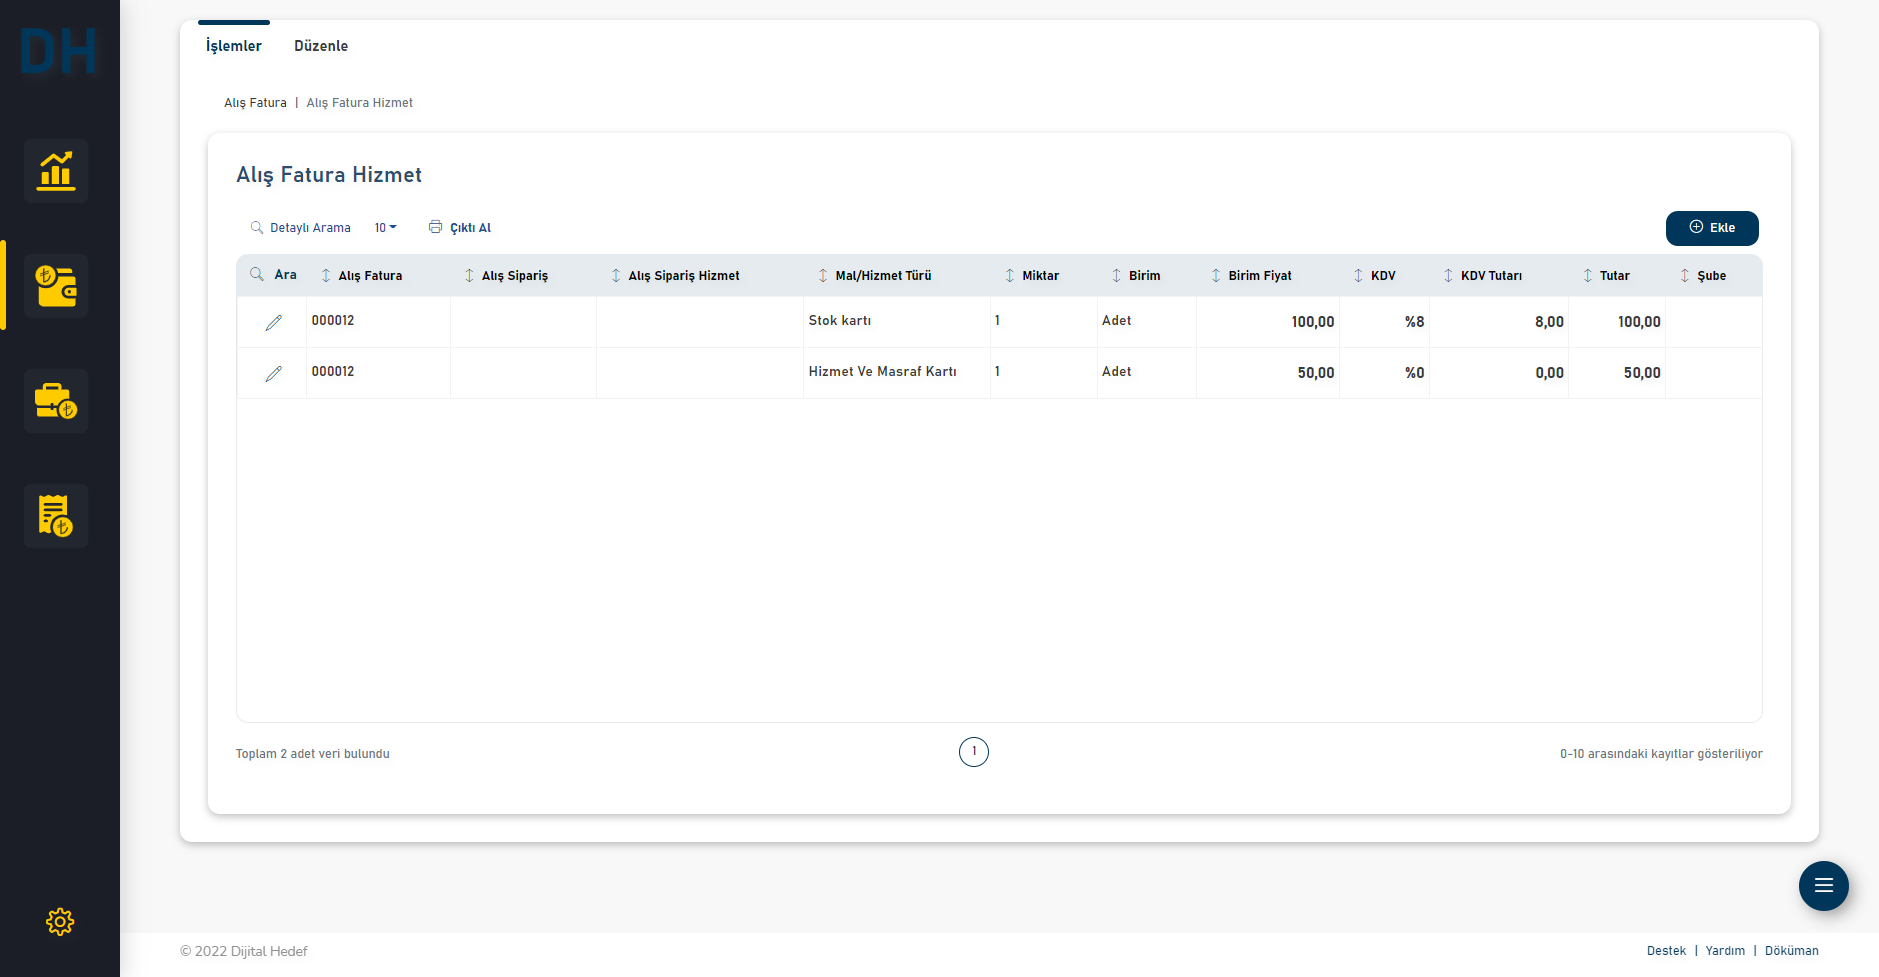 DH
İşlemler Düzenle
Alış Fatura | Alış Fatura Hizmet
Alış Fatura Hizmet
Detaylı Arama 10 Çıktı Al Ekle
Ara Alış Fatura Alış Sipariş Alış Sipariş Hizmet Mal/Hizmet Türü Miktar Birim Birim Fiyat KDV KDV Tutarı Tutar Şube
000012 Stok kartı 1 Adet 100,00 %8 8,00 100,00
000012 Hizmet Ve Masraf Kartı 1 Adet 50,00 %0 0,00 50,00
Toplam 2 adet veri bulundu 1 0-10 arasındaki kayıtlar gösteriliyor
© 2022 Dijital Hedef Destek | Yardım | Döküman